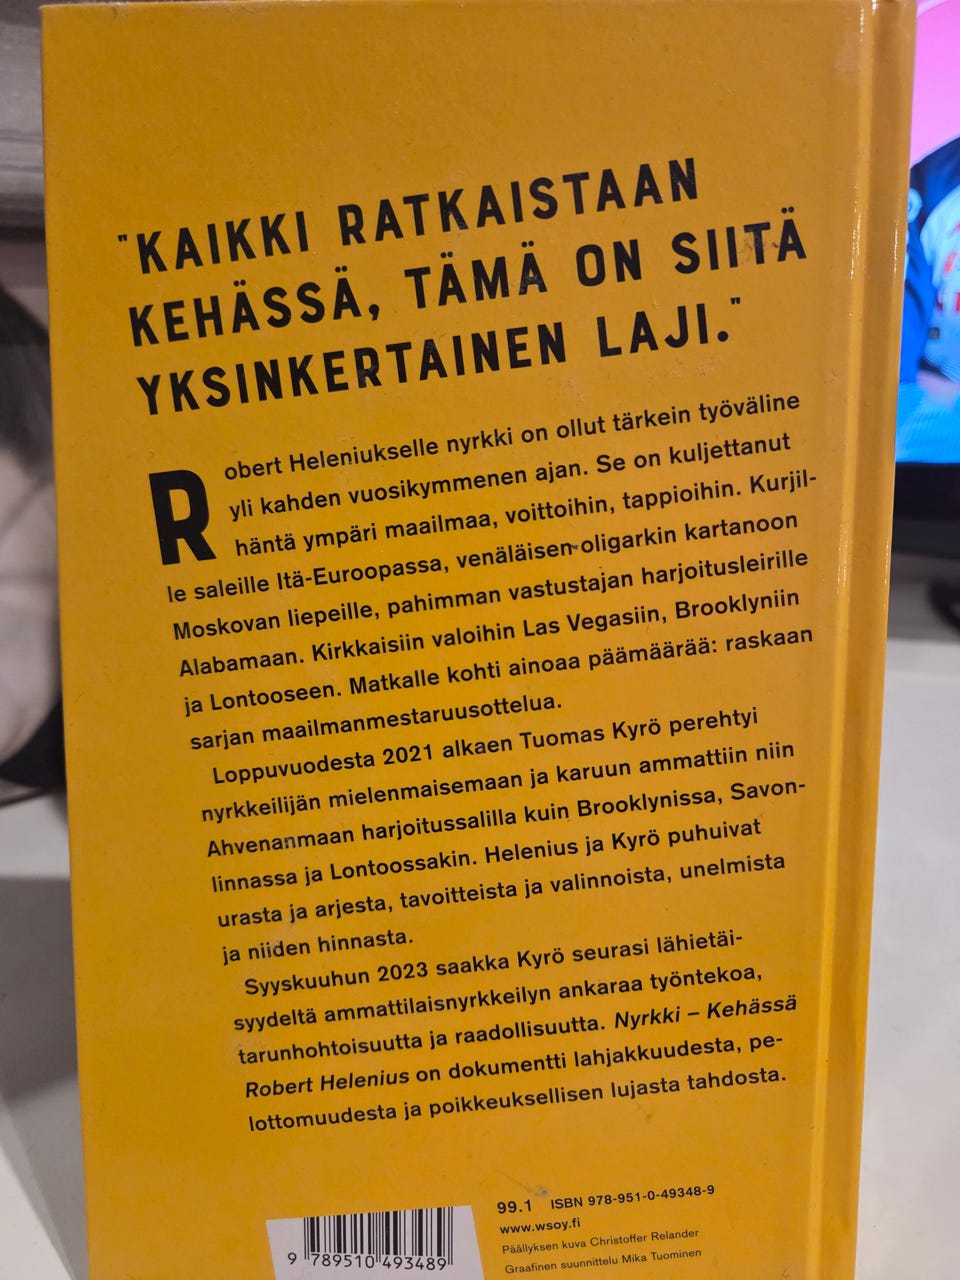 "KAIKKI RATKAISTAAN
KEHÄSSÄ, TÄMÄ ON SIITÄ
YKSINKERTAINEN LAJI."
Robert Heleniukselle nyrkki on ollut tärkein työväline
yli kahden vuosikymmenen ajan. Se on kuljettanut
häntä ympäri maailmaa, voittoihin, tappioihin. Kurjil-
le saleille Itä-Euroopassa, venäläisen oligarkin kartanoon
Moskovan liepeille, pahimman vastustajan harjoitusleirille
Alabamaan. Kirkkaisiin valoihin Las Vegasiin, Brooklyniin
ja Lontooseen. Matkalle kohti ainoaa päämäärää: raskaan
sarjan maailmanmestaruusottelua.
Loppuvuodesta 2021 alkaen Tuomas Kyrö perehtyi
nyrkkeilijän mielenmaisemaan ja karuun ammattiin niin
Ahvenanmaan harjoitussalilla kuin Brooklynissa, Savon-
linnassa ja Lontoossakin. Helenius ja Kyrö puhuivat
urasta ja arjesta, tavoitteista ja valinnoista, unelmista
ja niiden hinnasta.
Syyskuuhun 2023 saakka Kyrö seurasi lähietäi-
syydeltä ammattilaisnyrkkeilyn ankaraa työntekoa,
tarunhohtoisuutta ja raadollisuutta. Nyrkki – Kehässä
Robert Helenius on dokumentti lahjakkuudesta, pe-
lottomuudesta ja poikkeuksellisen lujasta tahdosta.
99.1 ISBN 978-951-0-49348-9
www.wsoy.fi
Päällyksen kuva Christoffer Relander
Graafinen suunnittelu Mika Tuominen
9 789510 493489